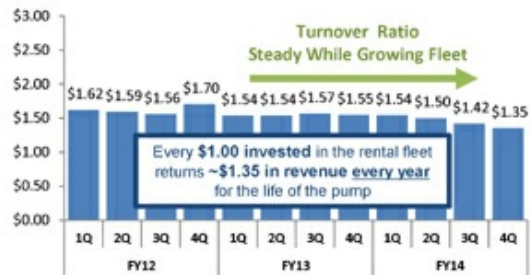 $3.00
Turnover Ratio
Steady While Growing Fleet
$2.50
$2.00
$1.62 $1.59 $1.56 $1.70 $1.54 $1.54 $1.57 $1.55 $1.54 $1.50 $1.42 $1.35
$1.50
$1.00
Every $1.00 invested in the rental fleet
returns ~$1.35 in revenue every year
for the life of the pump
$0.50
$0.00
1Q 2Q 3Q 4Q 1Q 2Q 3Q 4Q 1Q 2Q 3Q 4Q
FY12 FY13 FY14